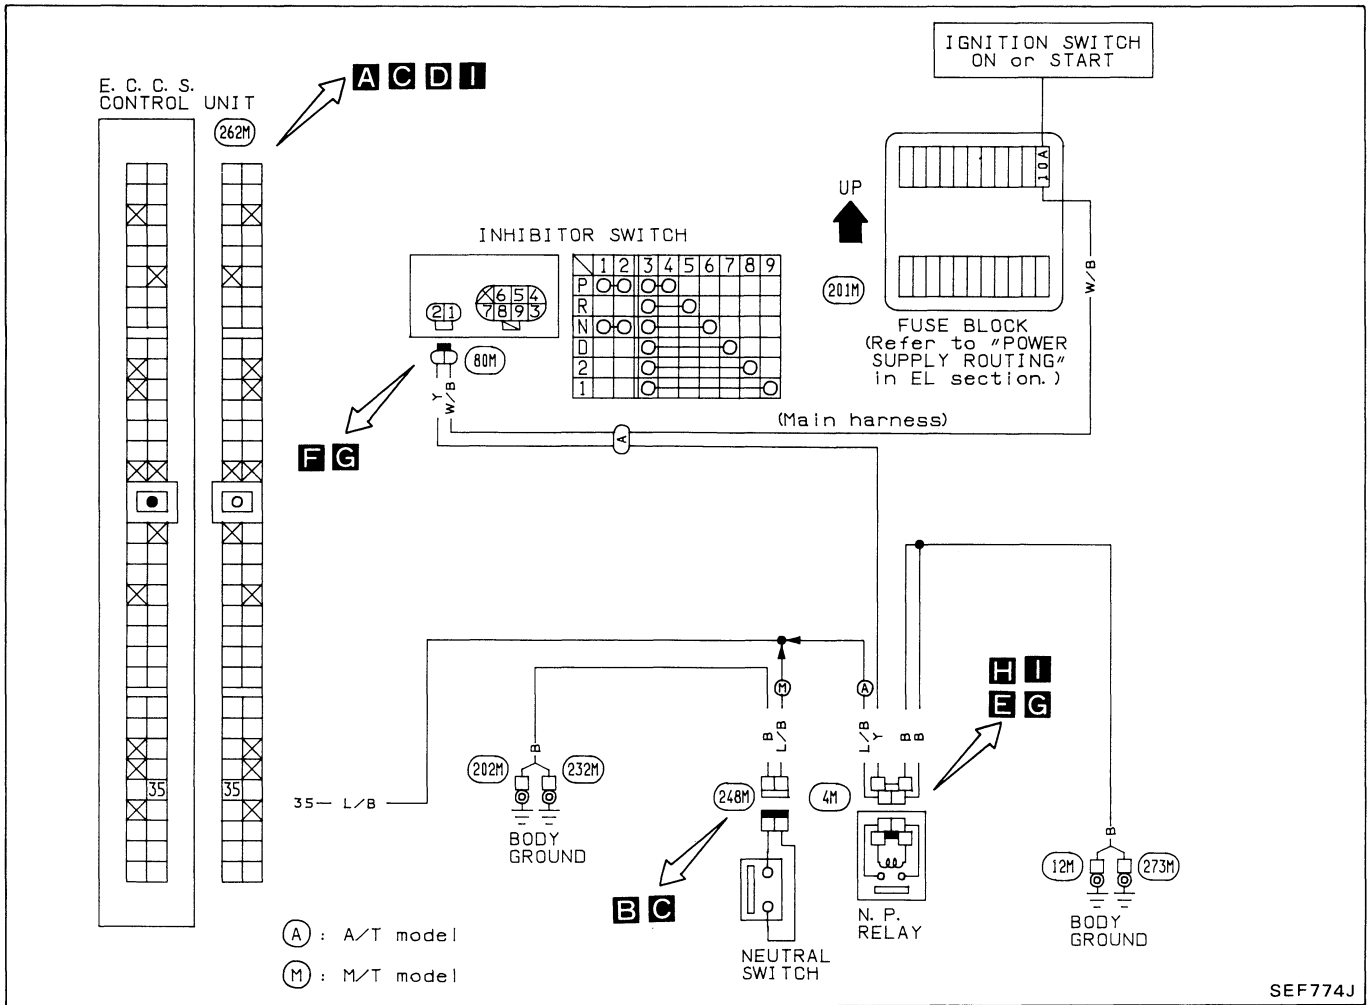 IGNITION SWITCH
ON or START
E. C. C. S.
CONTROL UNIT
262M
A C D I
10A
UP
201M
W/B
FUSE BLOCK
(Refer to "POWER
SUPPLY ROUTING"
in EL section.)
INHIBITOR SWITCH
1 2 3 4 5 6 7 8 9
P
R
N
D
2
1
2 1
6 5 4
7 8 9 3
80M
Y
W/B
F G
(Main harness)
A
H I
E G
M
A
B
L/B
L/B
Y
B
B
B
202M
232M
BODY
GROUND
35
35
35— L/B
248M
4M
B C
NEUTRAL
SWITCH
N. P.
RELAY
B
12M
273M
BODY
GROUND
A : A/T model
M : M/T model
SEF774J